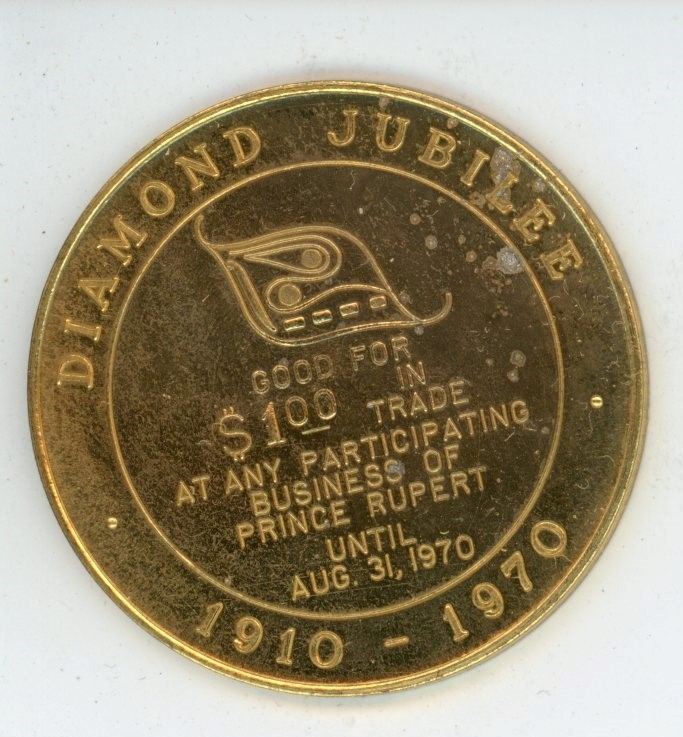 DIAMOND JUBILEE
GOOD FOR
$1.00 IN TRADE
AT ANY PARTICIPATING
BUSINESS OF
PRINCE RUPERT
UNTIL
AUG. 31, 1970
1910 - 1970